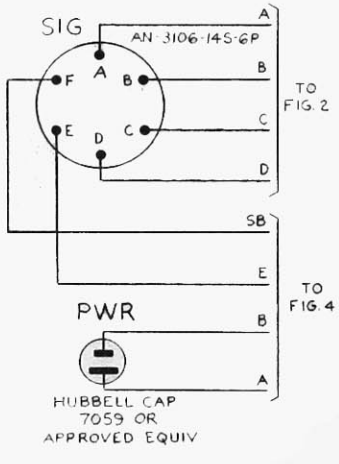 SIG
A
AN-3106-14S-6P
F
A
B
B
TO
FIG. 2
E
D
C
C
D
SB
E
TO
FIG. 4
PWR
B
A
HUBBELL CAP
7059 OR
APPROVED EQUIV